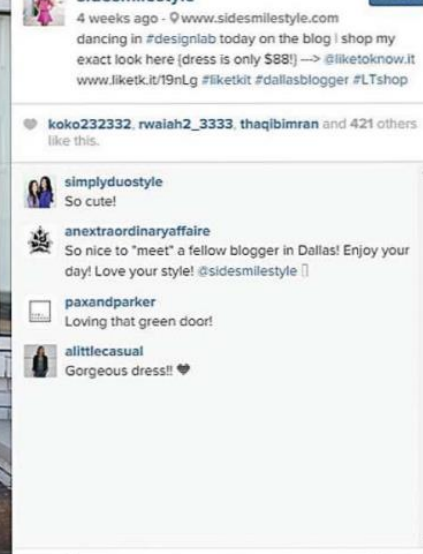 sidesmilestyle
4 weeks ago - www.sidesmilestyle.com
dancing in #designlab today on the blog | shop my
exact look here {dress is only $88!} —> @liketoknow.it
www.liketk.it/19nLg #liketkit #dallasblogger #LTshop
koko232332, rwaiah2_3333, thaqibimran and 421 others
like this.
simplyduostyle
So cute!
anextraordinaryaffaire
So nice to "meet" a fellow blogger in Dallas! Enjoy your
day! Love your style! @sidesmilestyle
paxandparker
Loving that green door!
alittlecasual
Gorgeous dress!! ♥